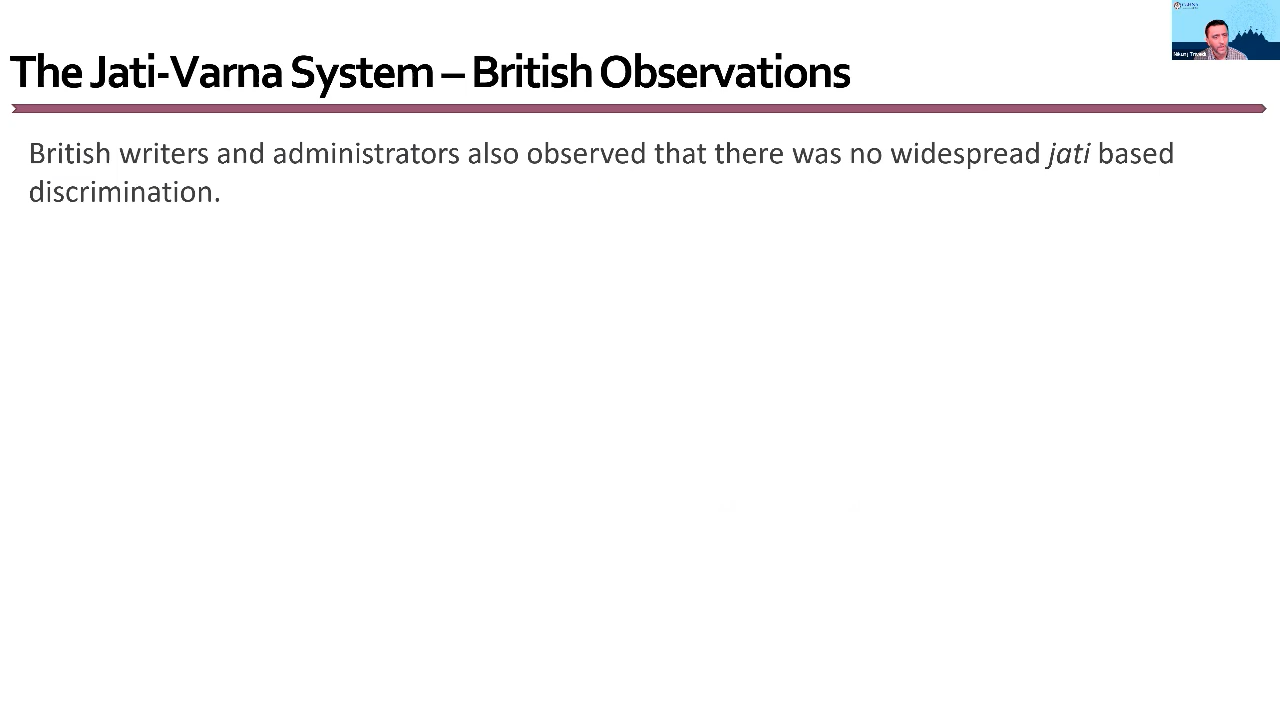 The Jati-Varna System – British Observations
British writers and administrators also observed that there was no widespread jati based
discrimination.